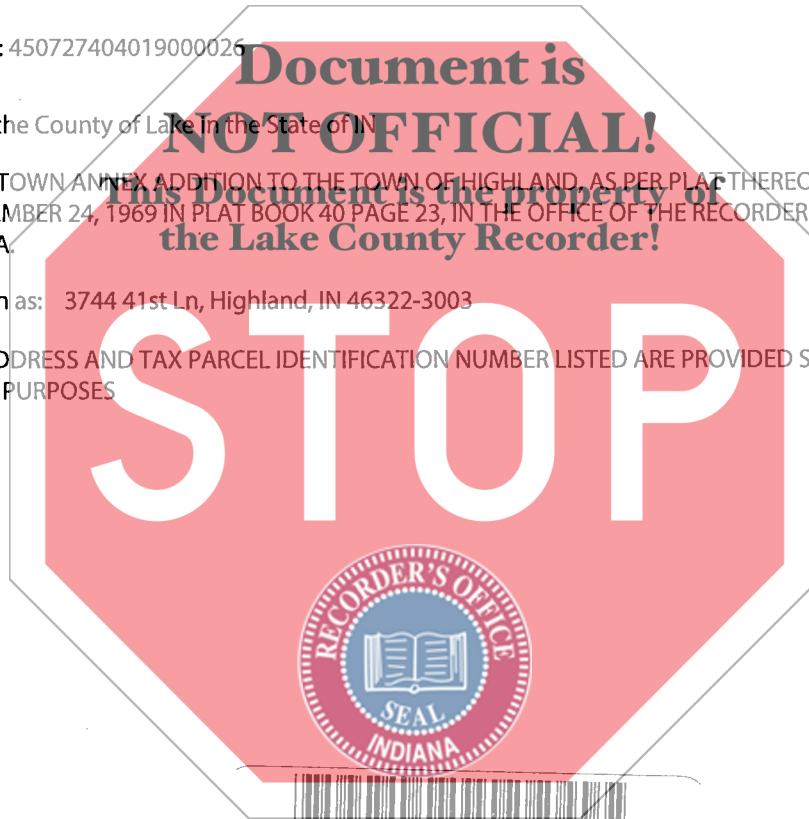 : 450727404019000026
Document is
the County of Lake in the State of IN
NOT OFFICIAL!
TOWN ANNEX ADDITION TO THE TOWN OF HIGHLAND, AS PER PLAT THEREO
This Document is the property of
MBER 24, 1969 IN PLAT BOOK 40 PAGE 23, IN THE OFFICE OF THE RECORDER
the Lake County Recorder!
A.
n as: 3744 41st Ln, Highland, IN 46322-3003
DDRESS AND TAX PARCEL IDENTIFICATION NUMBER LISTED ARE PROVIDED S
PURPOSES
STOP
RECORDER'S OFFICE
SEAL
INDIANA